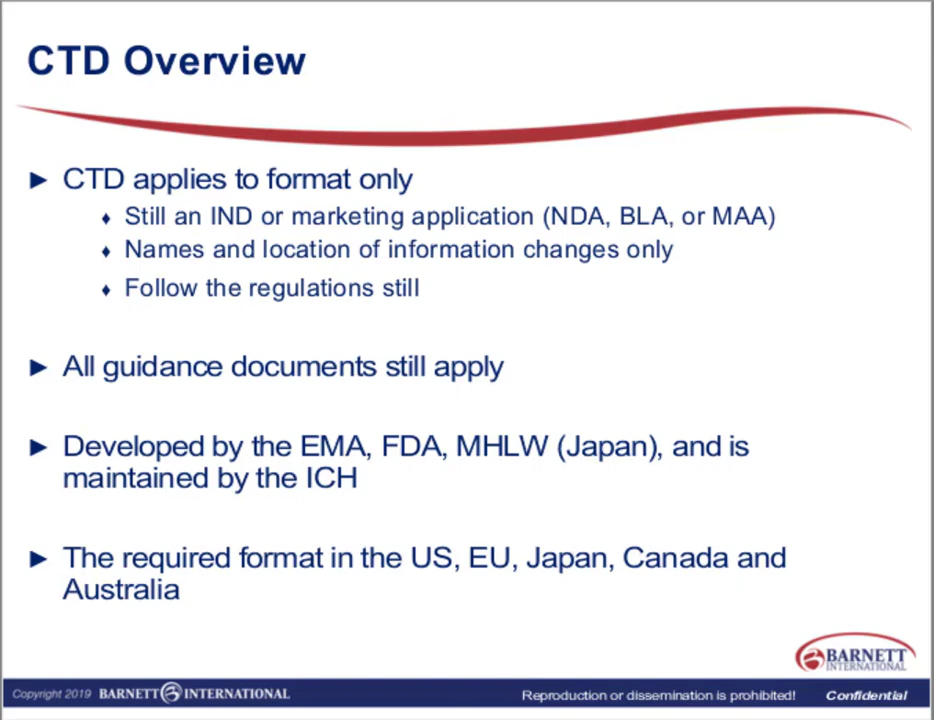 CTD Overview
► CTD applies to format only
♦ Still an IND or marketing application (NDA, BLA, or MAA)
♦ Names and location of information changes only
♦ Follow the regulations still
► All guidance documents still apply
► Developed by the EMA, FDA, MHLW (Japan), and is
maintained by the ICH
► The required format in the US, EU, Japan, Canada and
Australia
BARNETT
INTERNATIONAL
Copyright 2019 BARNETT INTERNATIONAL
Reproduction or dissemination is prohibited! Confidential